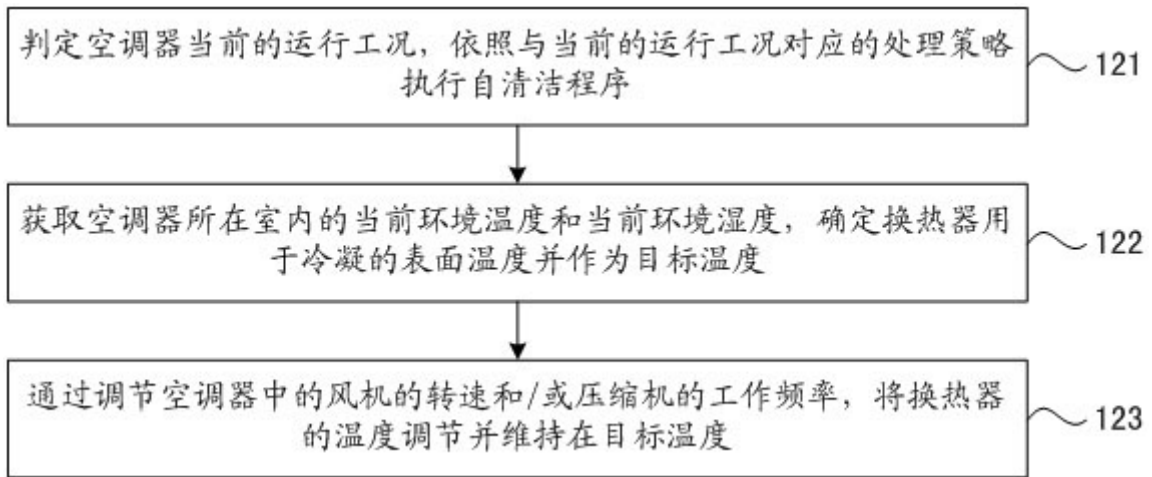 判定空调器当前的运行工况，依照与当前的运行工况对应的处理策略
执行自清洁程序
121
获取空调器所在室内的当前环境温度和当前环境湿度，确定换热器用
于冷凝的表面温度并作为目标温度
122
通过调节空调器中的风机的转速和/或压缩机的工作频率，将换热器
的温度调节并维持在目标温度
123